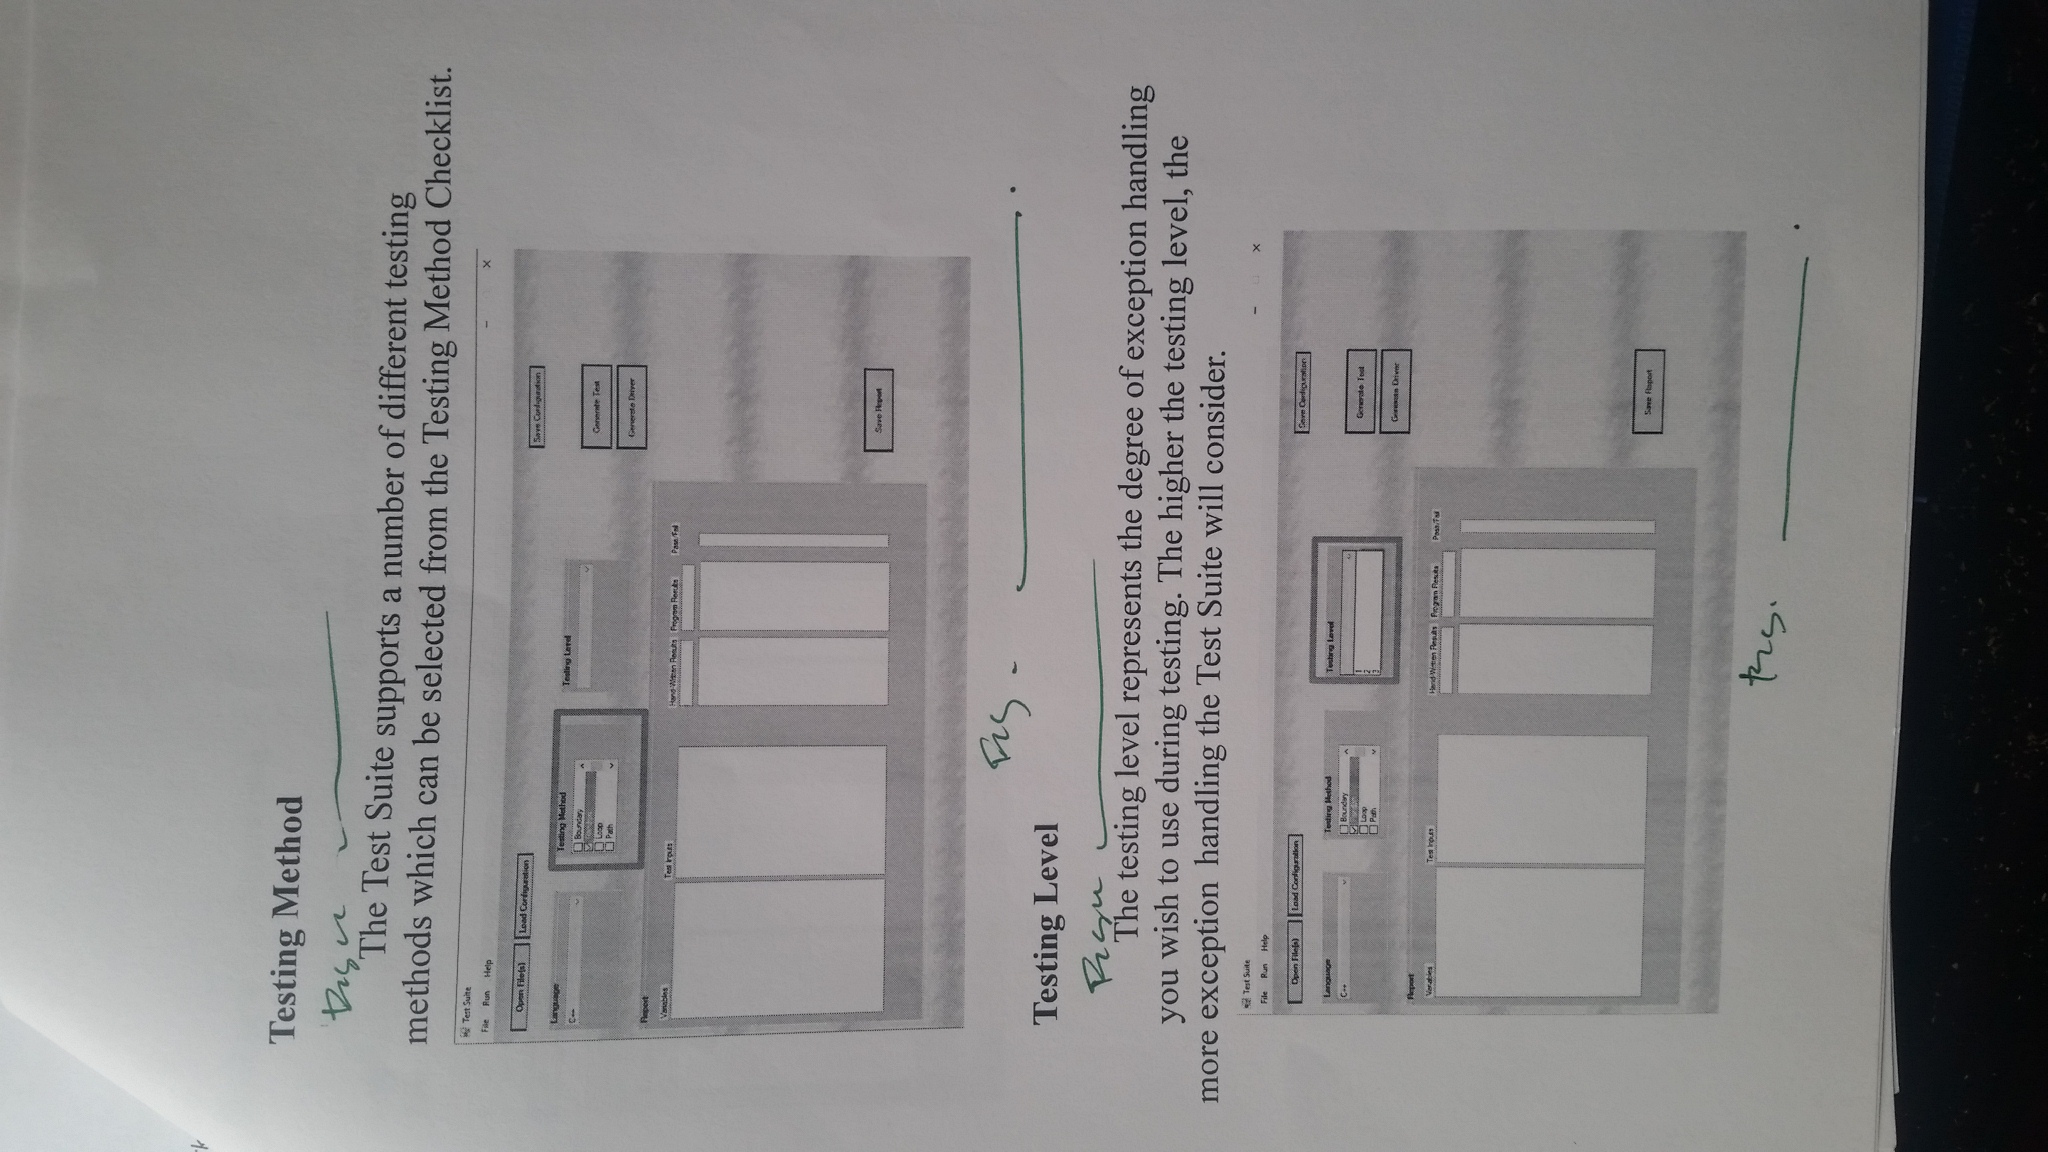 Testing Method
The Test Suite supports a number of different testing
methods which can be selected from the Testing Method Checklist.
Test Suite
File Run Help
Open File(s) Load Configuration
Save Configuration
Language
Testing Method
Testing Level
C++
Boundary
Loop
Path
Generate Test
Generate Driver
Report
Variables
Test Inputs
Hand-Written Results
Program Results
Pass/Fail
Save Report
Fig.
Testing Level
The testing level represents the degree of exception handling
you wish to use during testing. The higher the testing level, the
more exception handling the Test Suite will consider.
Test Suite
File Run Help
Open File(s) Load Configuration
Save Configuration
Language
Testing Method
Testing Level
C++
Boundary
Loop
Path
1
2
3
Generate Test
Generate Driver
Report
Variables
Test Inputs
Hand-Written Results
Program Results
Pass/Fail
Save Report
Fig.